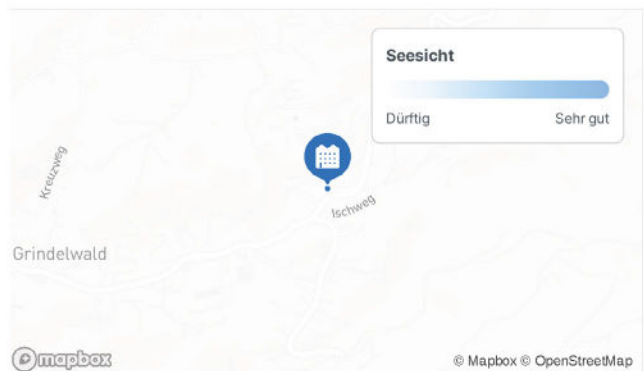 Seesicht
Dürftig Sehr gut
Kreuzweg
Ischweg
Grindelwald
mapbox
© Mapbox © OpenStreetMap